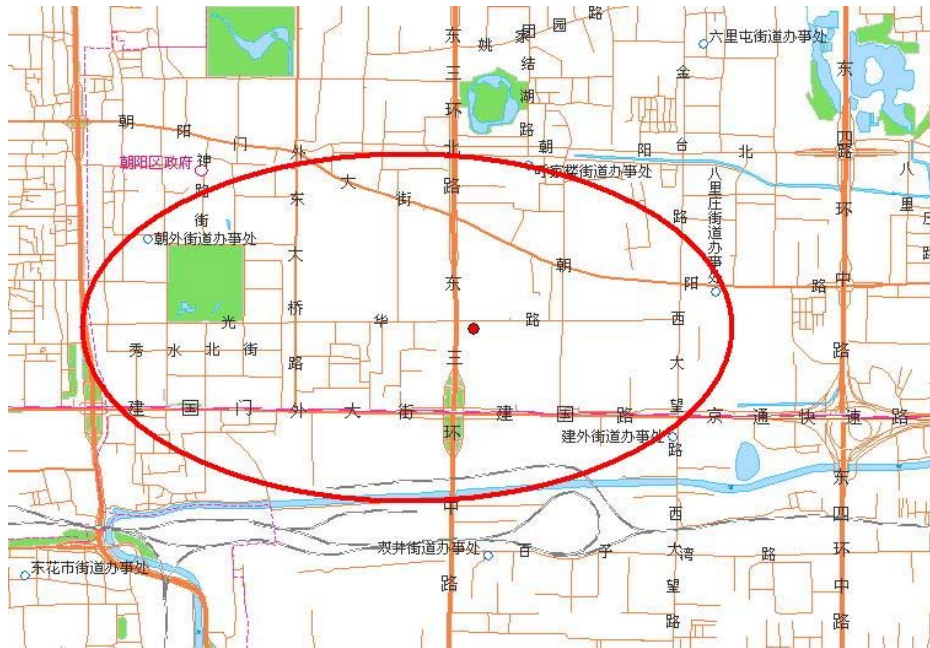 姚家园路
团结湖路
六里屯街道办事处
东三环北路
金台路
东四环中路
朝阳门外大街
朝阳区政府
神路街
朝阳北路
呼家楼街道办事处
八里庄街道办事处
八里庄路
东大桥路
朝外街道办事处
朝阳路
光华路
东三环中路
西大望路
秀水北街
建国门外大街
建国路
京通快速路
建外街道办事处
东四环中路
双井街道办事处
百子湾路
西大望路
东花市街道办事处